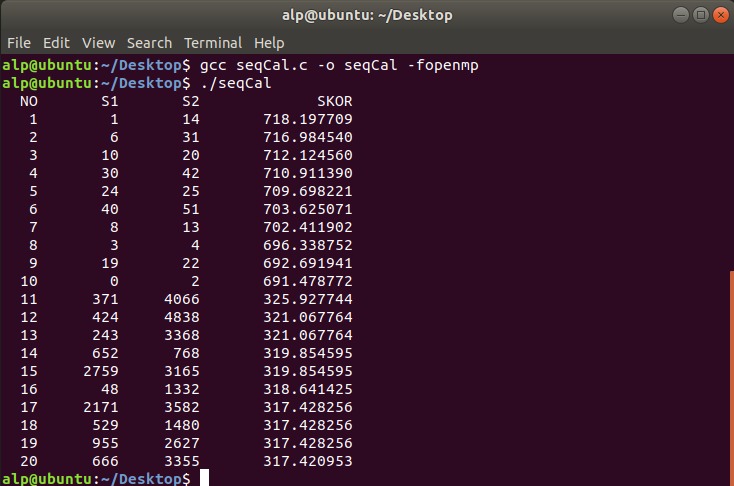 alp@ubuntu: ~/Desktop
File Edit View Search Terminal Help
alp@ubuntu:~/Desktop$ gcc seqCal.c -o seqCal -fopenmp
alp@ubuntu:~/Desktop$ ./seqCal
NO S1 S2 SKOR
1 1 14 718.197709
2 6 31 716.984540
3 10 20 712.124560
4 30 42 710.911390
5 24 25 709.698221
6 40 51 703.625071
7 8 13 702.411902
8 3 4 696.338752
9 19 22 692.691941
10 0 2 691.478772
11 371 4066 325.927744
12 424 4838 321.067764
13 243 3368 321.067764
14 652 768 319.854595
15 2759 3165 319.854595
16 48 1332 318.641425
17 2171 3582 317.428256
18 529 1480 317.428256
19 955 2627 317.428256
20 666 3355 317.420953
alp@ubuntu:~/Desktop$